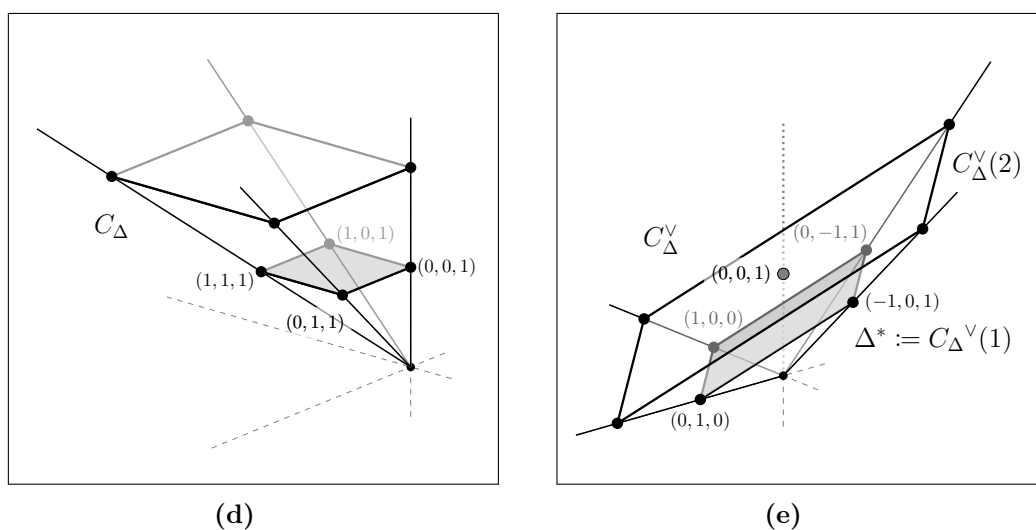 C_Δ
(1, 0, 1)
(1, 1, 1)
(0, 0, 1)
(0, 1, 1)
(d)
C_Δ^∨(2)
C_Δ^∨
(0, −1, 1)
(0, 0, 1)
(−1, 0, 1)
(1, 0, 0)
Δ* := C_Δ^∨(1)
(0, 1, 0)
(e)